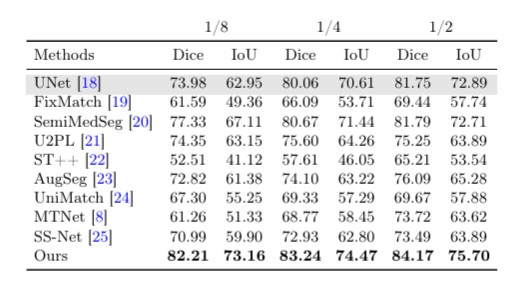 1/8 1/4 1/2
Methods Dice IoU Dice IoU Dice IoU
UNet [18] 73.98 62.95 80.06 70.61 81.75 72.89
FixMatch [19] 61.59 49.36 66.09 53.71 69.44 57.74
SemiMedSeg [20] 77.33 67.11 80.67 71.44 81.79 72.71
U2PL [21] 74.35 63.15 75.60 64.26 75.25 63.89
ST++ [22] 52.51 41.12 57.61 46.05 65.21 53.54
AugSeg [23] 72.82 61.38 74.10 63.22 76.09 65.28
UniMatch [24] 67.30 55.25 69.33 57.29 69.67 57.88
MTNet [8] 61.26 51.33 68.77 58.45 73.72 63.62
SS-Net [25] 70.99 59.90 72.93 62.80 73.49 63.89
Ours 82.21 73.16 83.24 74.47 84.17 75.70